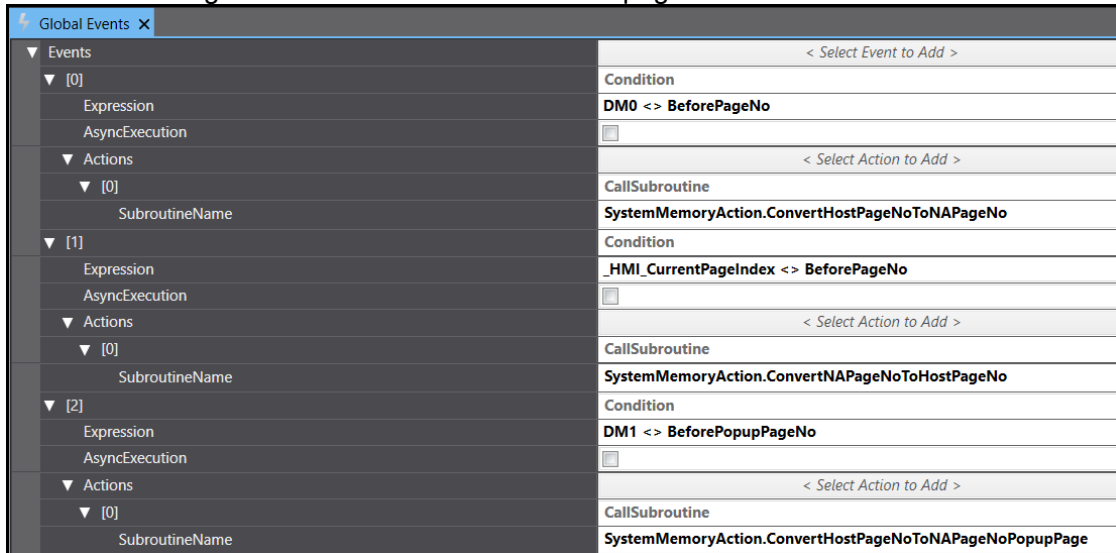 Global Events ×
Events < Select Event to Add >
[0] Condition
Expression DM0 <> BeforePageNo
AsyncExecution
Actions < Select Action to Add >
[0] CallSubroutine
SubroutineName SystemMemoryAction.ConvertHostPageNoToNAPageNo
[1] Condition
Expression _HMI_CurrentPageIndex <> BeforePageNo
AsyncExecution
Actions < Select Action to Add >
[0] CallSubroutine
SubroutineName SystemMemoryAction.ConvertNAPageNoToHostPageNo
[2] Condition
Expression DM1 <> BeforePopupPageNo
AsyncExecution
Actions < Select Action to Add >
[0] CallSubroutine
SubroutineName SystemMemoryAction.ConvertHostPageNoToNAPageNoPopupPage